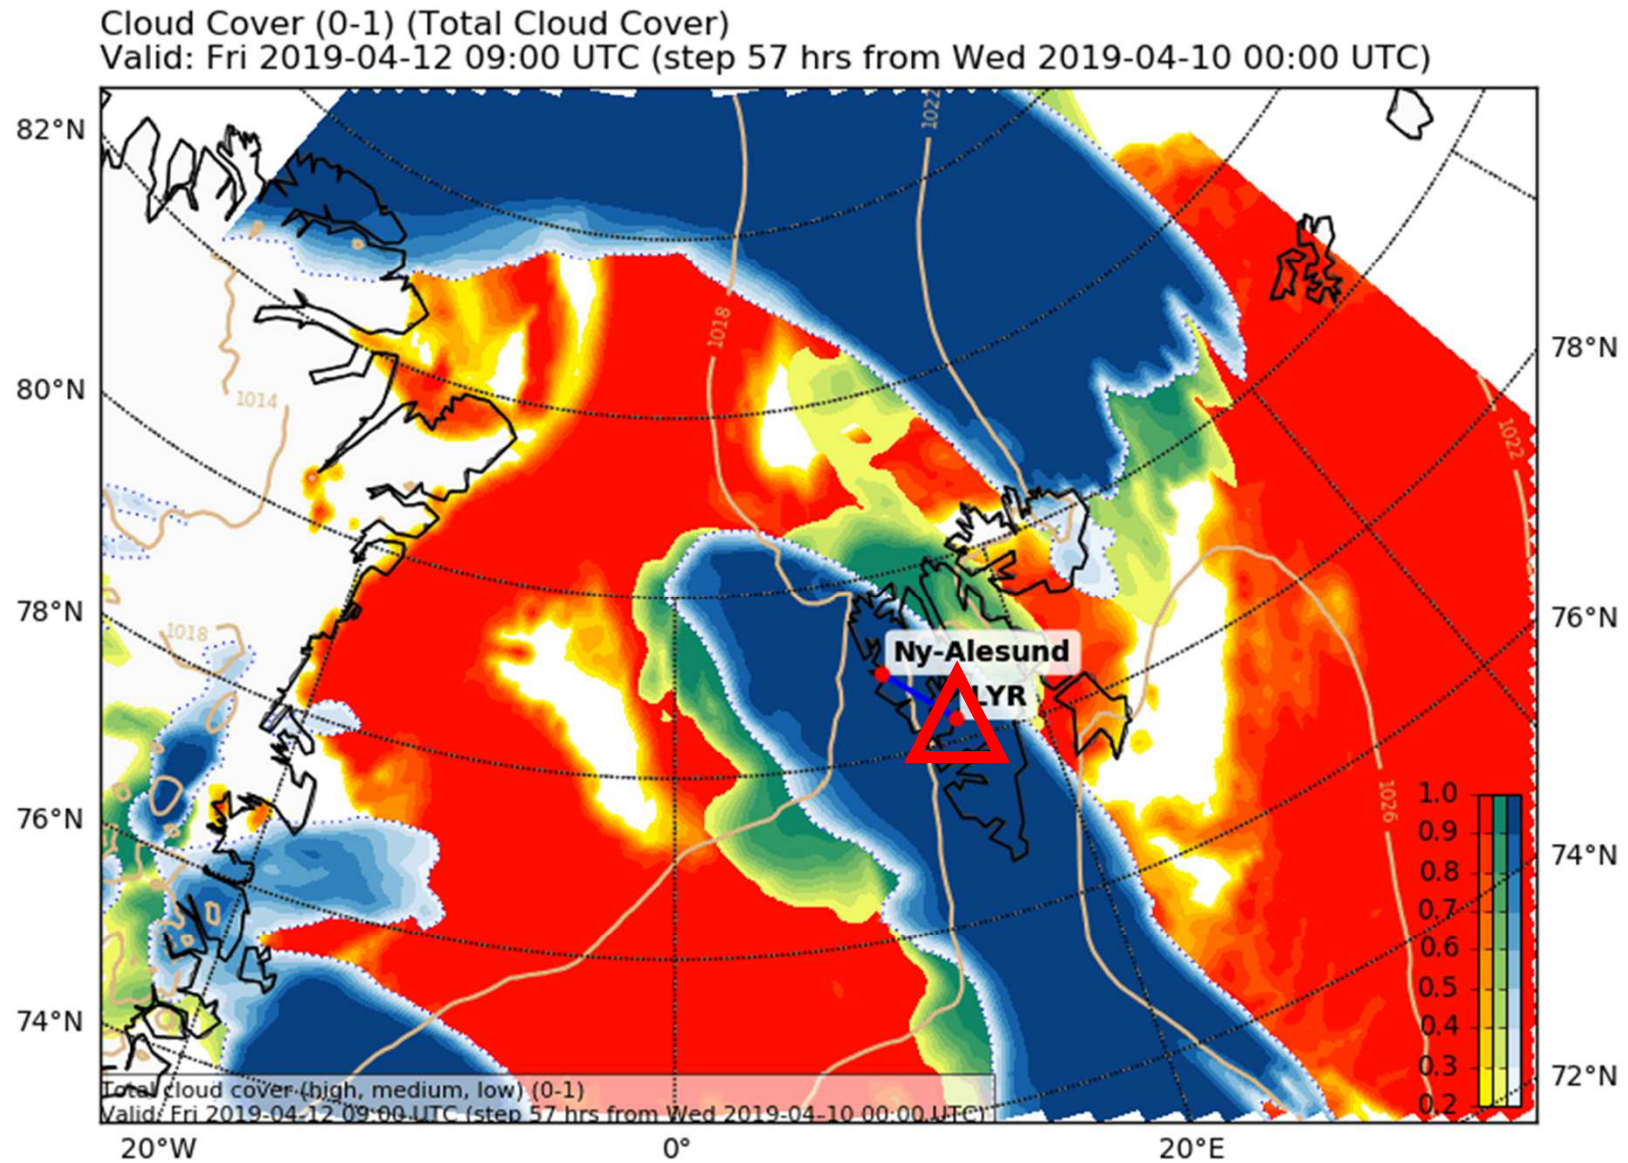 Cloud Cover (0-1) (Total Cloud Cover)
Valid: Fri 2019-04-12 09:00 UTC (step 57 hrs from Wed 2019-04-10 00:00 UTC)
1022
82°N
1018
78°N
80°N
1014
1022
78°N
1018
76°N
Ny-Alesund
LYR
1026
1.0
76°N
0.9
74°N
0.8
0.7
0.6
0.5
74°N
0.4
0.3
72°N
0.2
Total cloud cover (high, medium, low) (0-1)
Valid: Fri 2019-04-12 09:00 UTC (step 57 hrs from Wed 2019-04-10 00:00 UTC)
20°W 0° 20°E